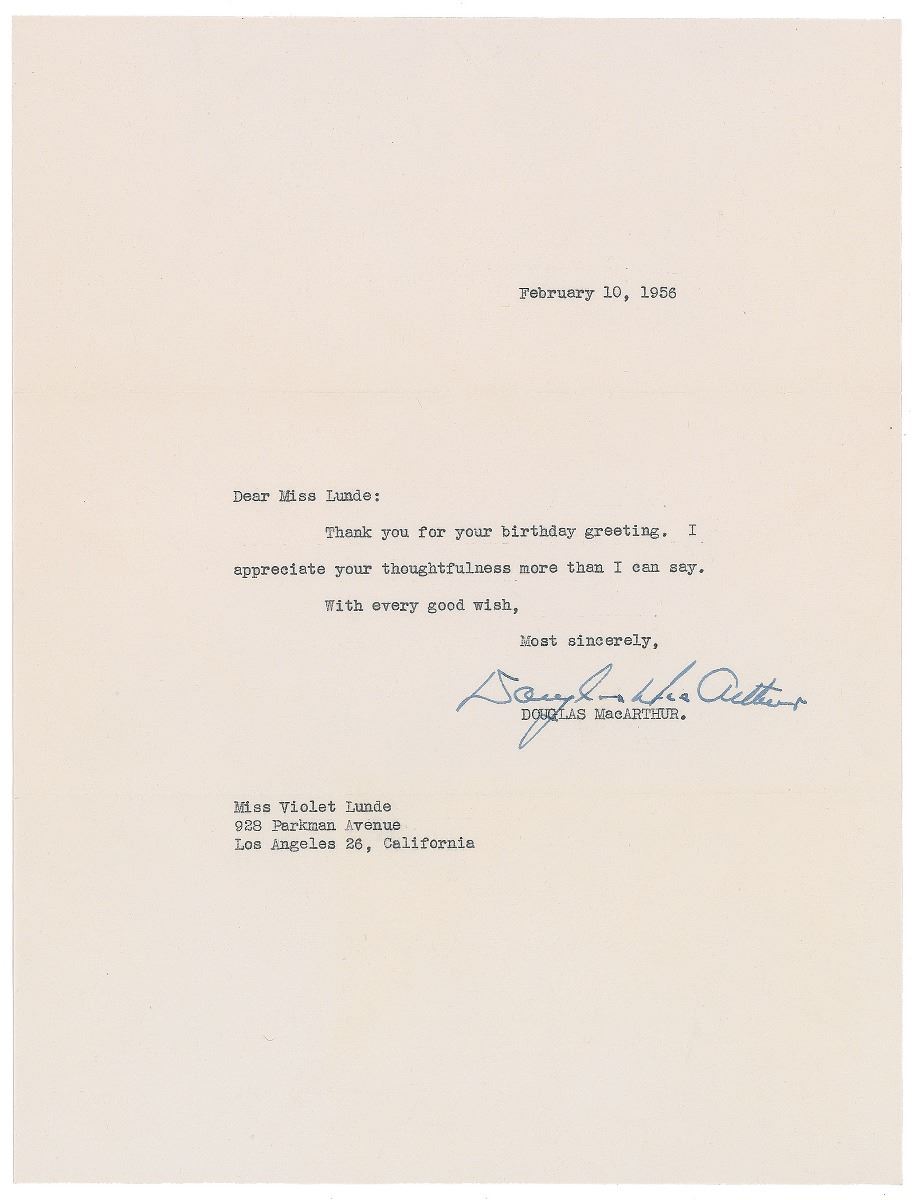 February 10, 1956
Dear Miss Lunde:
Thank you for your birthday greeting. I
appreciate your thoughtfulness more than I can say.
With every good wish,
Most sincerely,
Douglas MacArthur
DOUGLAS MacARTHUR.
Miss Violet Lunde
928 Parkman Avenue
Los Angeles 26, California